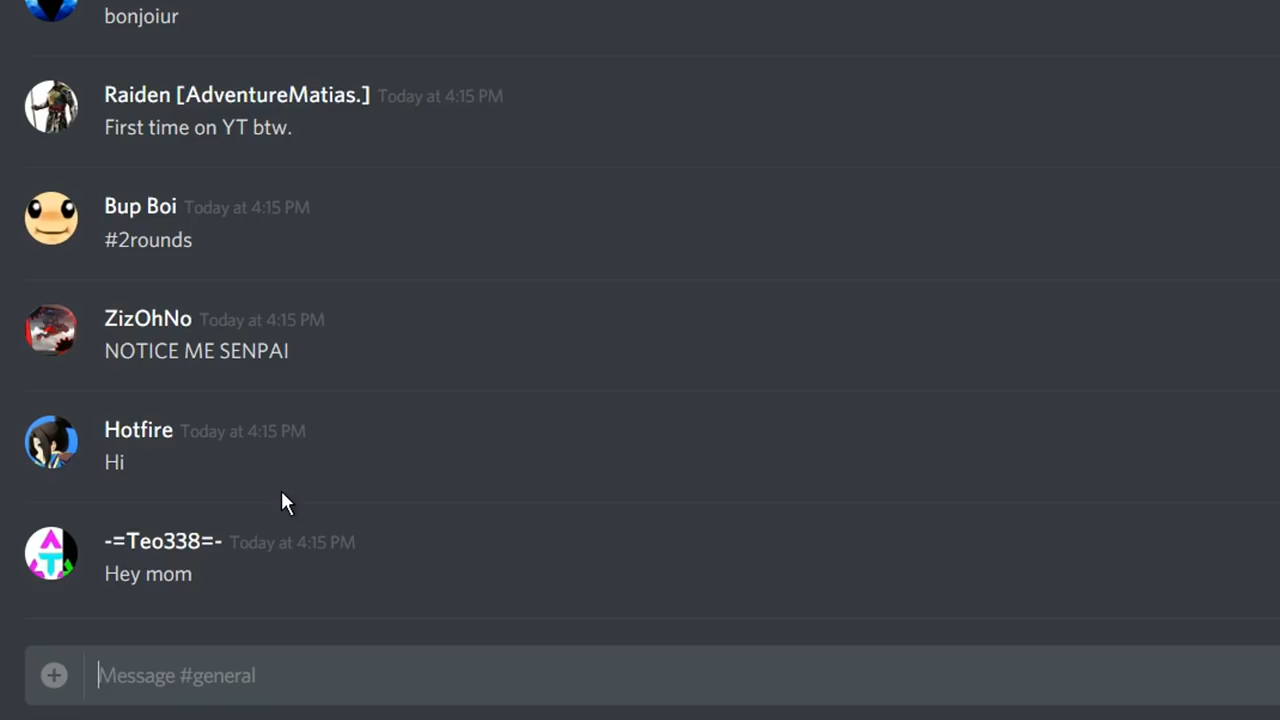 bonjoiur
Raiden [AdventureMatias.] Today at 4:15 PM
First time on YT btw.
Bup Boi Today at 4:15 PM
#2rounds
ZizOhNo Today at 4:15 PM
NOTICE ME SENPAI
Hotfire Today at 4:15 PM
Hi
-=Teo338=- Today at 4:15 PM
Hey mom
Message #general